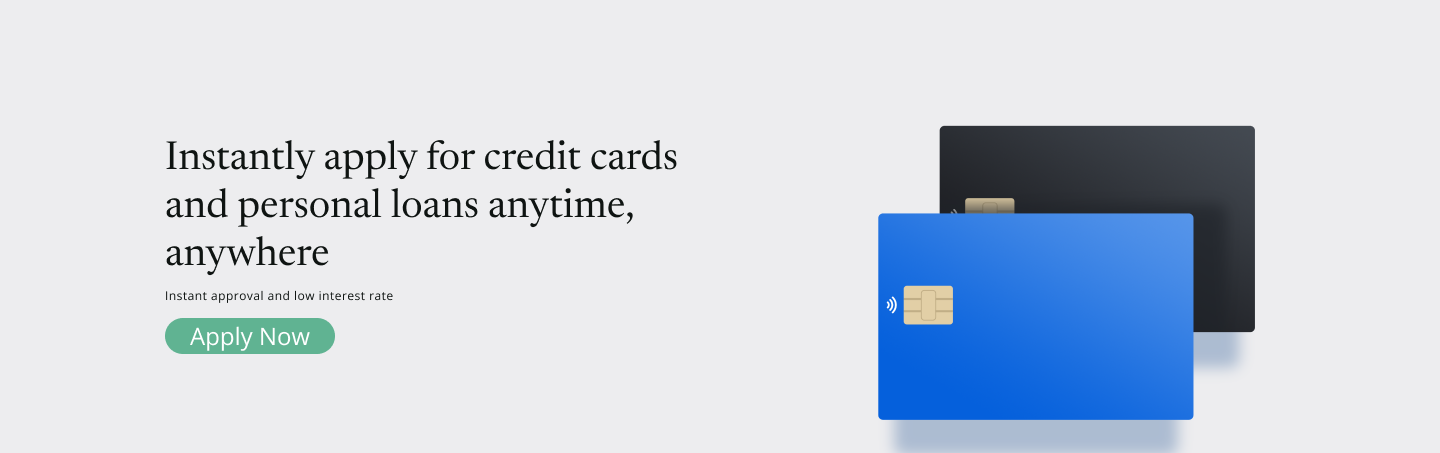 Instantly apply for credit cards
and personal loans anytime,
anywhere
Instant approval and low interest rate
Apply Now